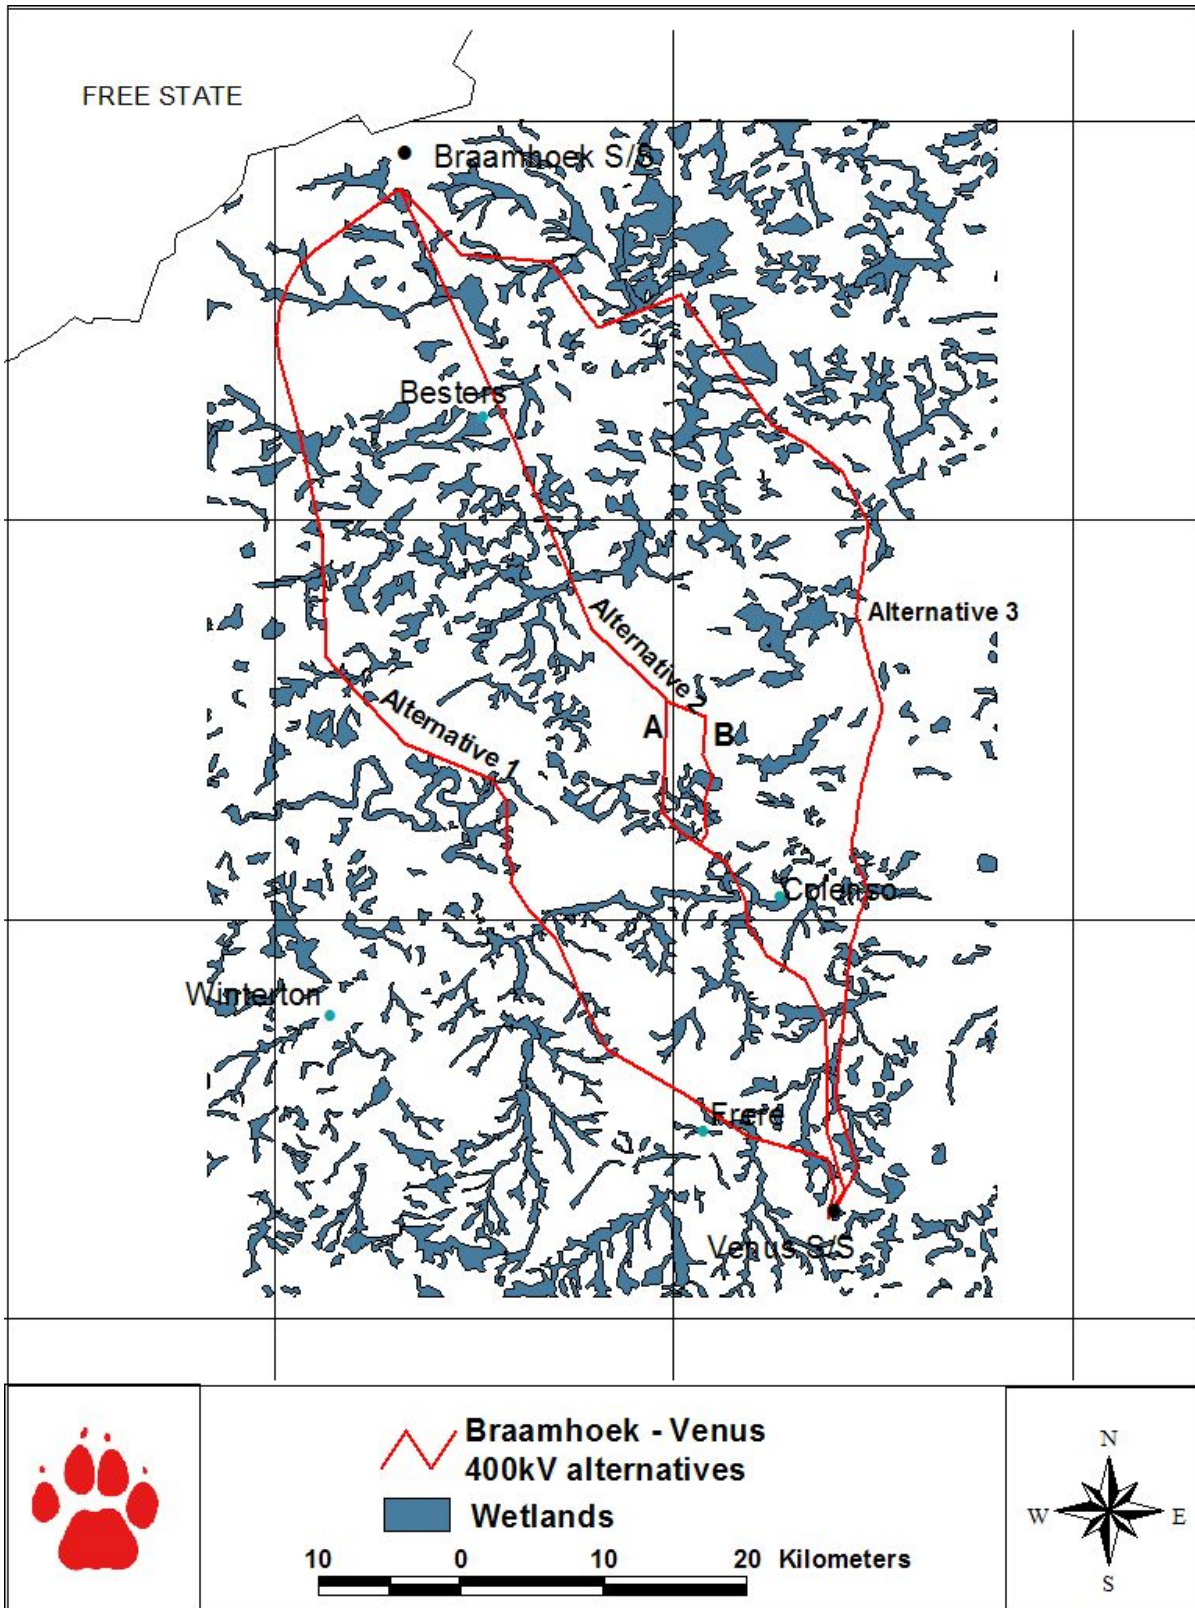 FREE STATE
Braamhoek S/S
Besters
Alternative 2
Alternative 3
A
B
Alternative 1
Colenso
Winterton
Frere
Venus S/S
Braamhoek - Venus
400kV alternatives
Wetlands
10 0 10 20 Kilometers
N
W E
S